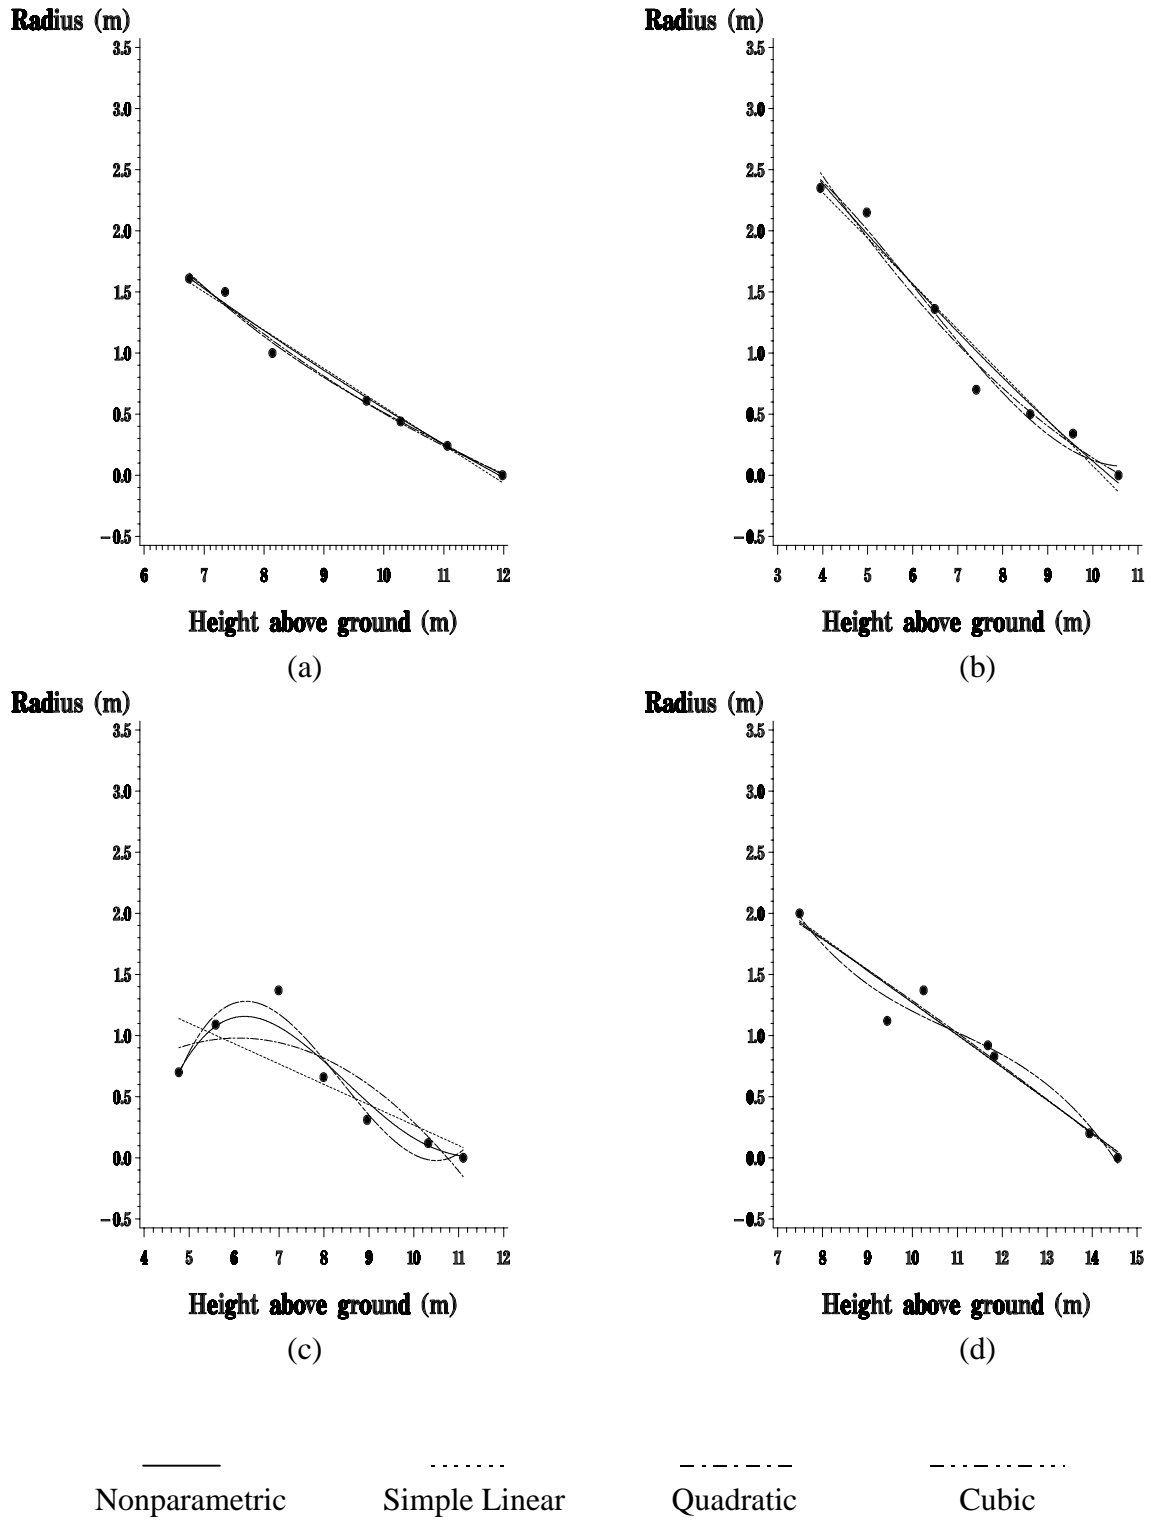 Radius (m)
3.5
3.0
2.5
2.0
1.5
1.0
0.5
0.0
−0.5
6 7 8 9 10 11 12
Height above ground (m)
(a)
Radius (m)
3.5
3.0
2.5
2.0
1.5
1.0
0.5
0.0
−0.5
3 4 5 6 7 8 9 10 11
Height above ground (m)
(b)
Radius (m)
3.5
3.0
2.5
2.0
1.5
1.0
0.5
0.0
−0.5
4 5 6 7 8 9 10 11 12
Height above ground (m)
(c)
Radius (m)
3.5
3.0
2.5
2.0
1.5
1.0
0.5
0.0
−0.5
7 8 9 10 11 12 13 14 15
Height above ground (m)
(d)
Nonparametric Simple Linear Quadratic Cubic